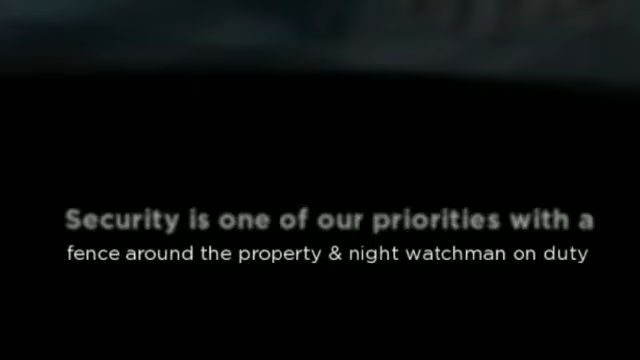 Security is one of our priorities with a
fence around the property & night watchman on duty